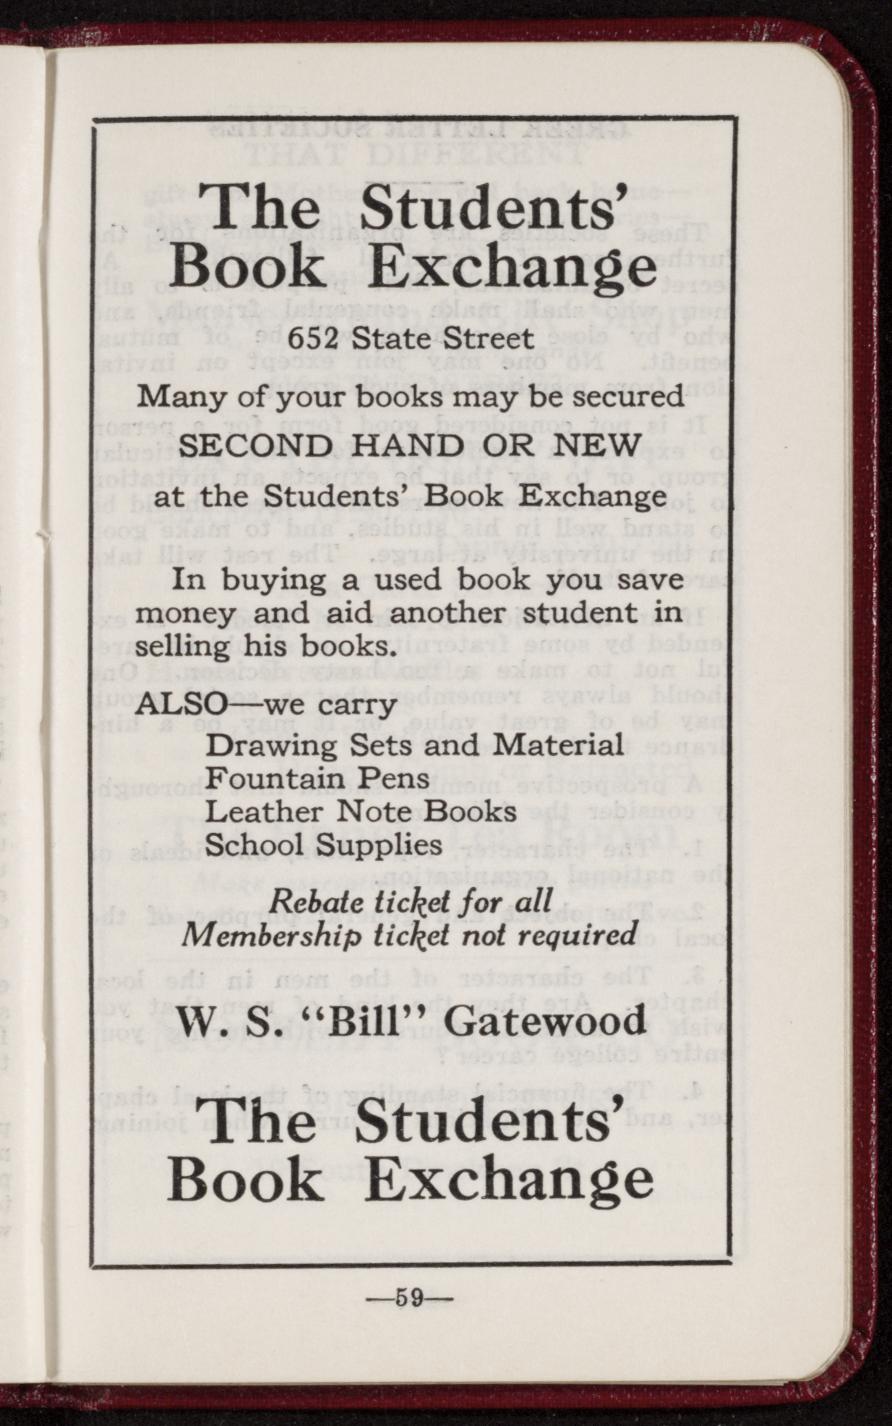 The Students'
Book Exchange
652 State Street
Many of your books may be secured
SECOND HAND OR NEW
at the Students' Book Exchange
In buying a used book you save
money and aid another student in
selling his books.
ALSO—we carry
Drawing Sets and Material
Fountain Pens
Leather Note Books
School Supplies
Rebate ticket for all
Membership ticket not required
W. S. "Bill" Gatewood
The Students'
Book Exchange
—59—